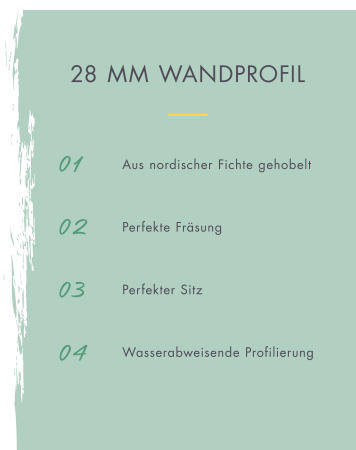 28 MM WANDPROFIL
01 Aus nordischer Fichte gehobelt
02 Perfekte Fräsung
03 Perfekter Sitz
04 Wasserabweisende Profilierung